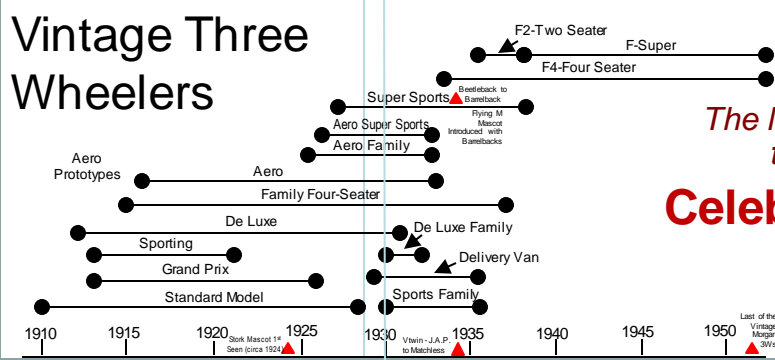 Vintage Three
Wheelers
F2-Two Seater
F-Super
F4-Four Seater
Super Sports
Beetleback to
Barrelback
Flying M
Mascot
Introduced with
Barrelbacks
Aero Super Sports
Aero Family
Aero
Prototypes
Aero
Family Four-Seater
De Luxe
De Luxe Family
Sporting
Delivery Van
Grand Prix
Standard Model
Sports Family
The
Celeb
1910 1915 1920 1925 1930 1935 1940 1945 1950
Stork Mascot 1st
Seen (circa 1924)
Vtwin - J.A.P.
to Matchless
Last of the
Vintage
Morgan
3Ws